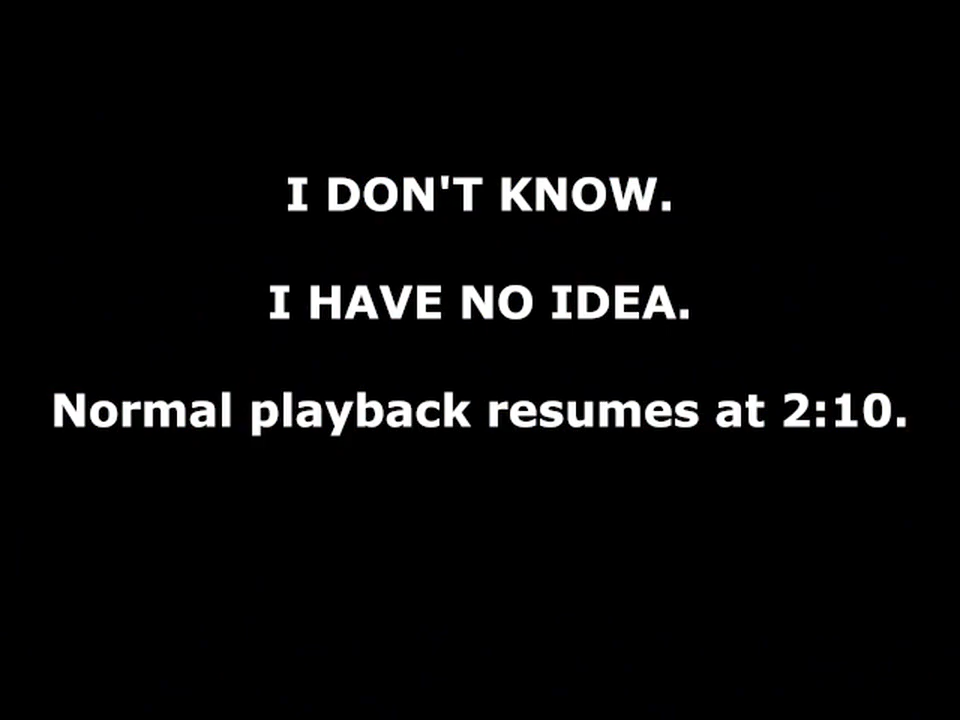 I DON'T KNOW.
I HAVE NO IDEA.
Normal playback resumes at 2:10.